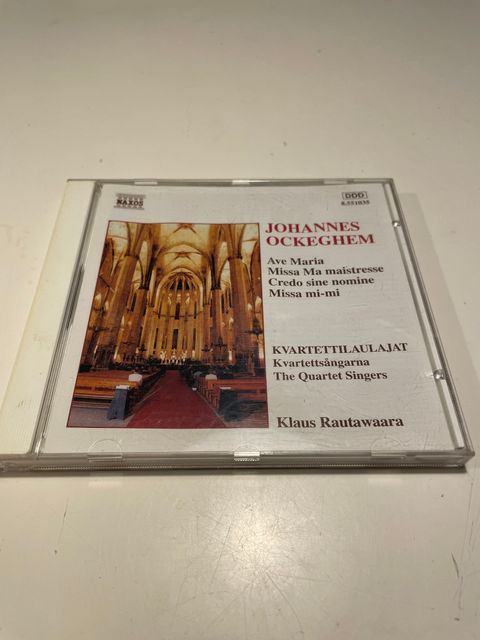 NAXOS
DDD
8.551035
JOHANNES
OCKEGHEM
Ave Maria
Missa Ma maistresse
Credo sine nomine
Missa mi-mi
KVARTETTILAULAJAT
Kvartettsångarna
The Quartet Singers
Klaus Rautawaara